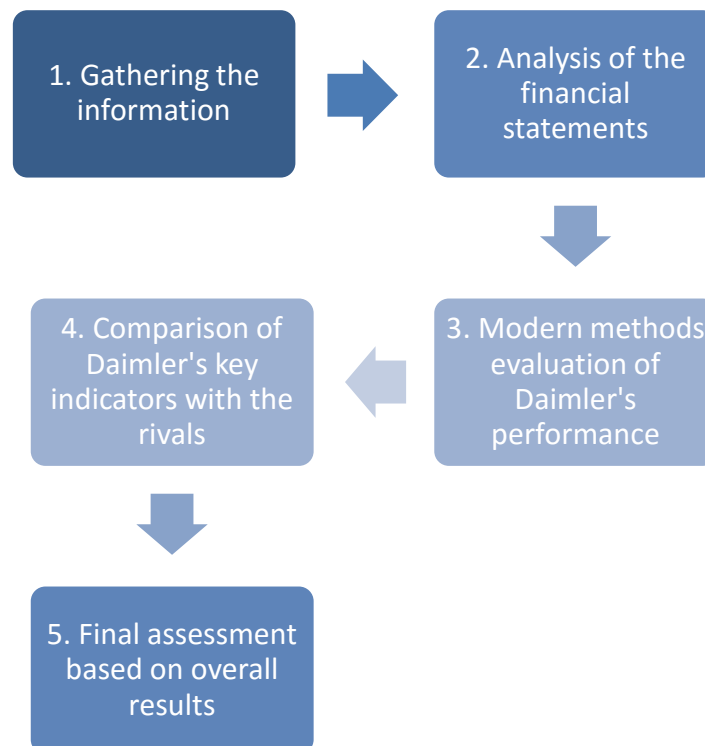 1. Gathering the
information
2. Analysis of the
financial
statements
3. Modern methods
evaluation of
Daimler's
performance
4. Comparison of
Daimler's key
indicators with the
rivals
5. Final assessment
based on overall
results